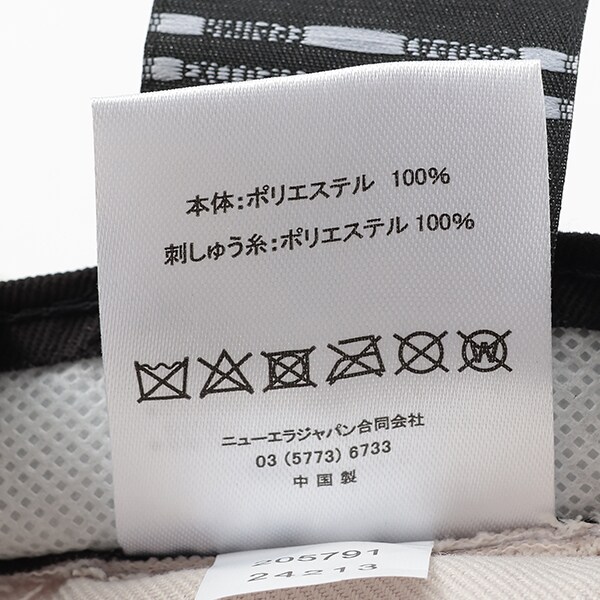 本体:ポリエステル 100%
刺しゅう糸:ポリエステル 100%
W
ニューエラジャパン合同会社
03 (5773) 6733
中国製
205791
24213